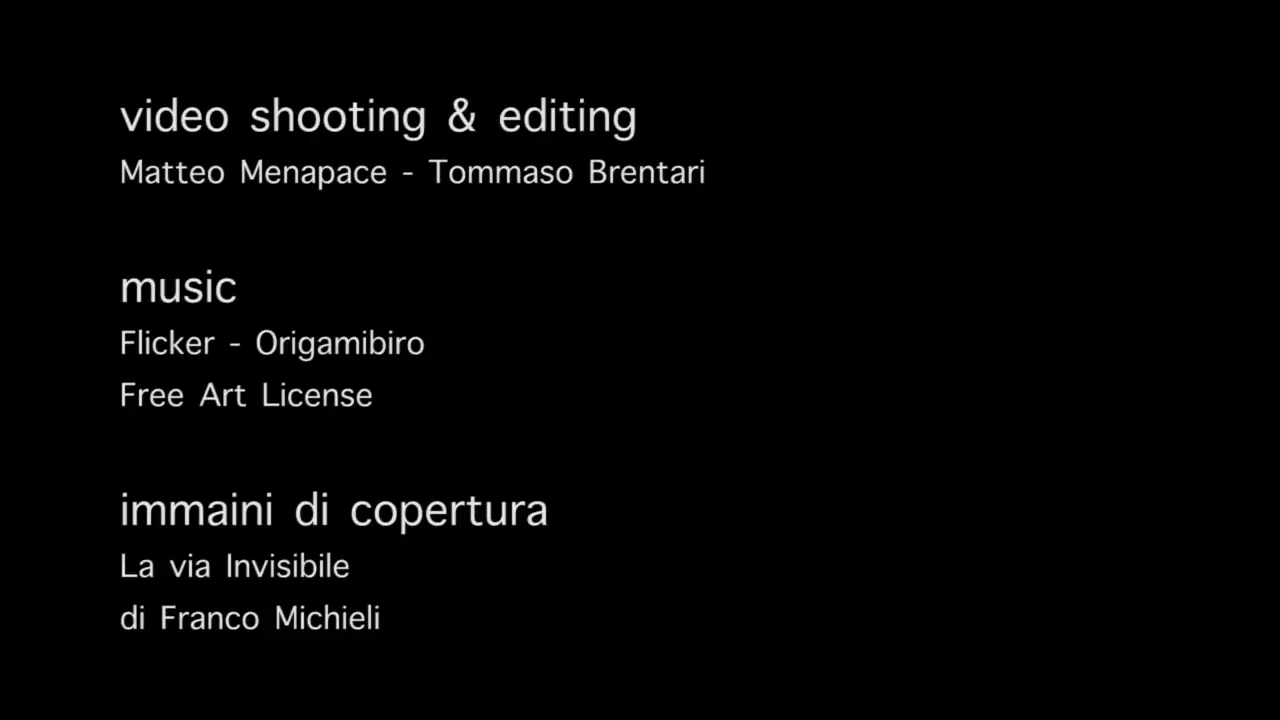 video shooting & editing
Matteo Menapace - Tommaso Brentari
music
Flicker - Origamibiro
Free Art License
immaini di copertura
La via Invisibile
di Franco Michieli